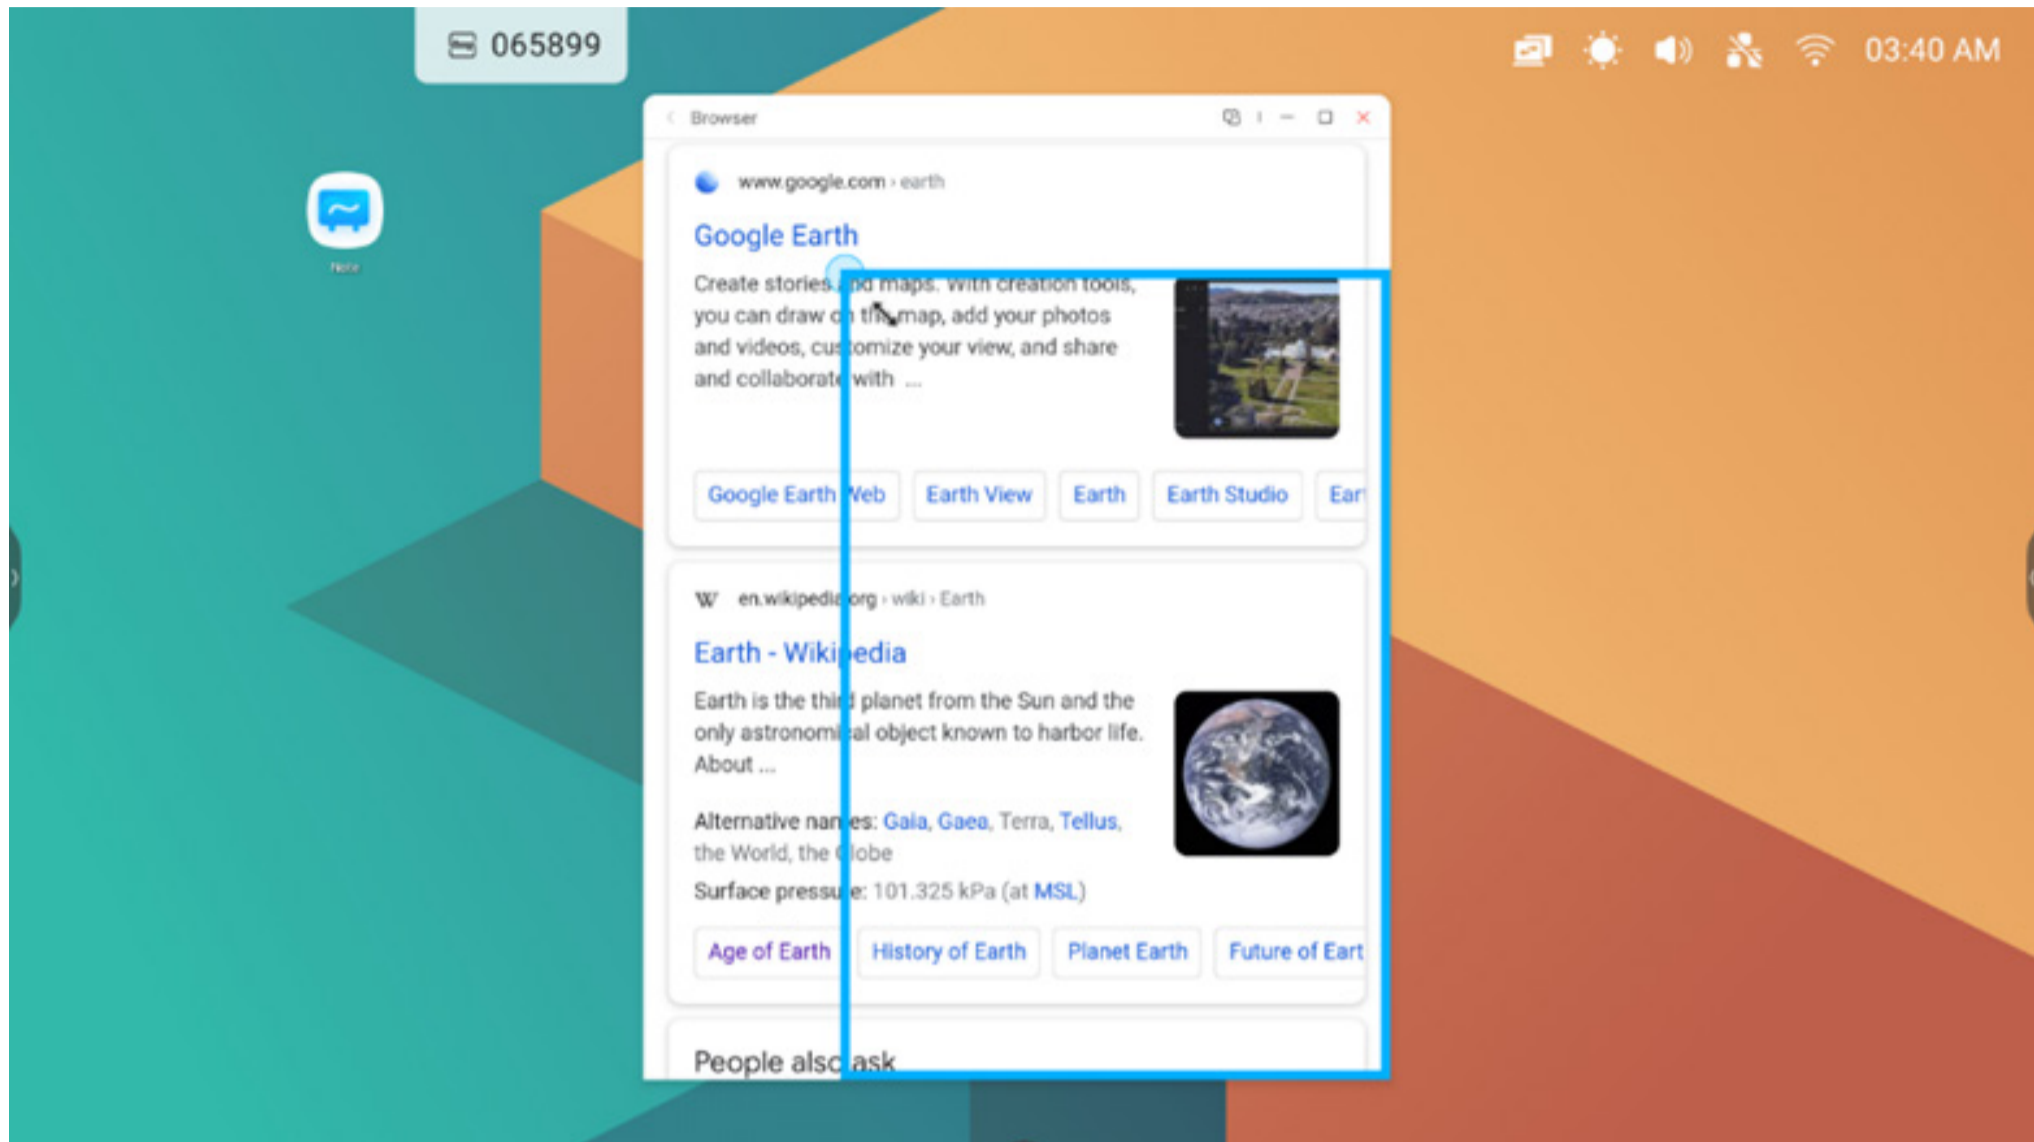 065899
03:40 AM
Browser
www.google.com › earth
Google Earth
Create stories and maps. With creation tools,
you can draw on the map, add your photos
and videos, customize your view, and share
and collaborate with ...
Google Earth Web
Earth View
Earth
Earth Studio
Ear
Note
W en.wikipedia.org › wiki › Earth
Earth - Wikipedia
Earth is the third planet from the Sun and the
only astronomical object known to harbor life.
About ...
Alternative names: Gaia, Gaea, Terra, Tellus,
the World, the Globe
Surface pressure: 101.325 kPa (at MSL)
Age of Earth
History of Earth
Planet Earth
Future of Eart
People also ask